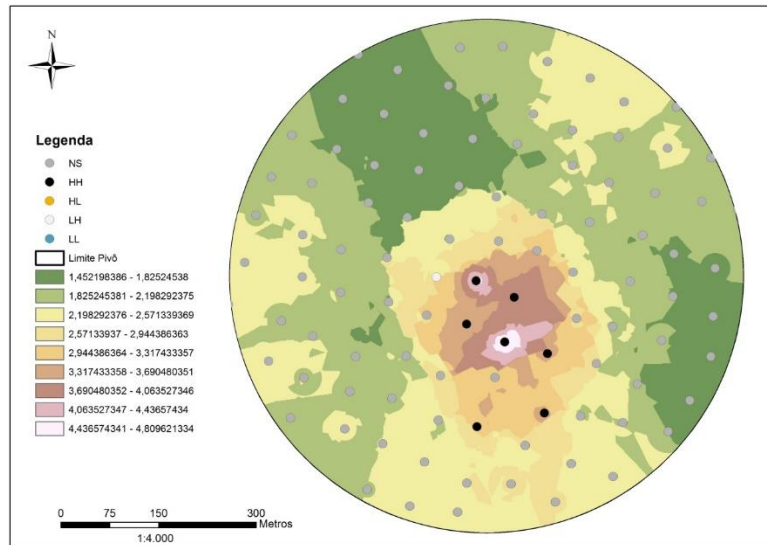 N
Legenda
NS
HH
HL
LH
LL
Limite Pivô
1,452198386 - 1,82524538
1,825245381 - 2,198292375
2,198292376 - 2,571339369
2,57133937 - 2,944386363
2,944386364 - 3,317433357
3,317433358 - 3,690480351
3,690480352 - 4,063527346
4,063527347 - 4,43657434
4,436574341 - 4,809621334
0 75 150 300
Metros
1:4.000